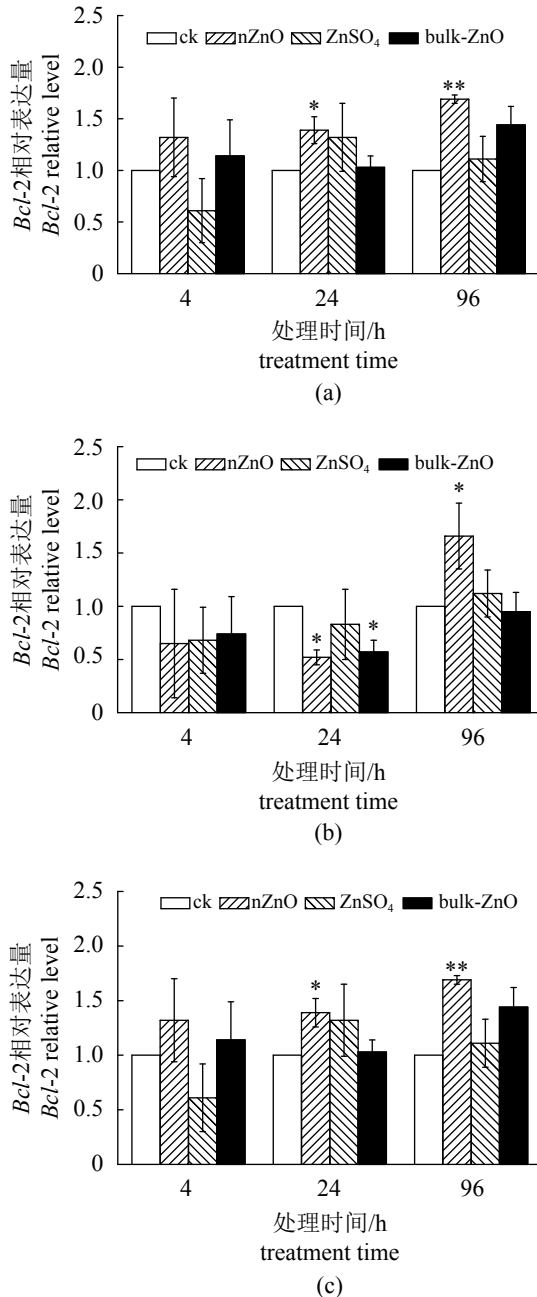 ck nZnO ZnSO₄ bulk-ZnO
2.5
2.0
1.5
1.0
0.5
0
Bcl-2相对表达量
Bcl-2 relative level
*
**
4 24 96
处理时间/h
treatment time
(a)
ck nZnO ZnSO₄ bulk-ZnO
2.5
2.0
1.5
1.0
0.5
0
Bcl-2相对表达量
Bcl-2 relative level
* *
*
4 24 96
处理时间/h
treatment time
(b)
ck nZnO ZnSO₄ bulk-ZnO
2.5
2.0
1.5
1.0
0.5
0
Bcl-2相对表达量
Bcl-2 relative level
*
**
4 24 96
处理时间/h
treatment time
(c)